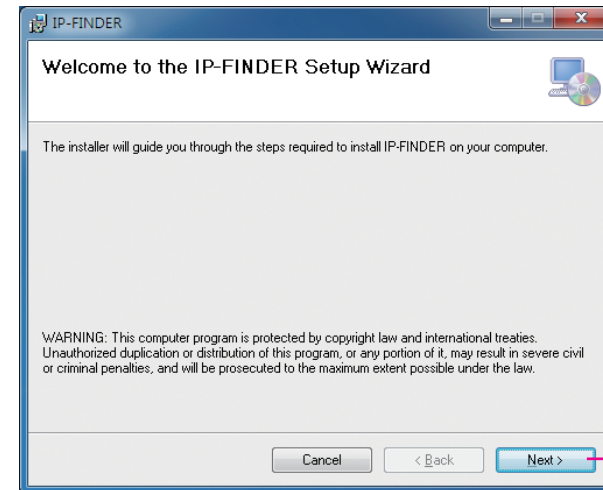 IP-FINDER
Welcome to the IP-FINDER Setup Wizard
The installer will guide you through the steps required to install IP-FINDER on your computer.
WARNING: This computer program is protected by copyright law and international treaties.
Unauthorized duplication or distribution of this program, or any portion of it, may result in severe civil
or criminal penalties, and will be prosecuted to the maximum extent possible under the law.
Cancel
< Back
Next >